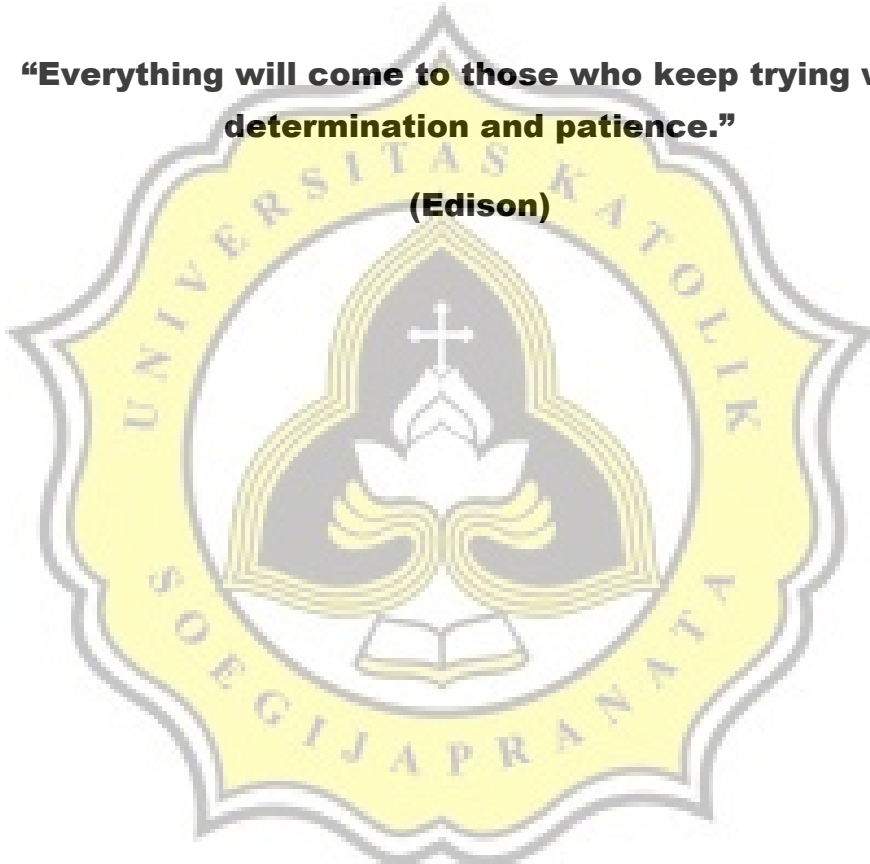 “Everything will come to those who keep trying
determination and patience.”
(Edison)
UNIVERSITAS KATOLIK
SOEGIJAPRANATA